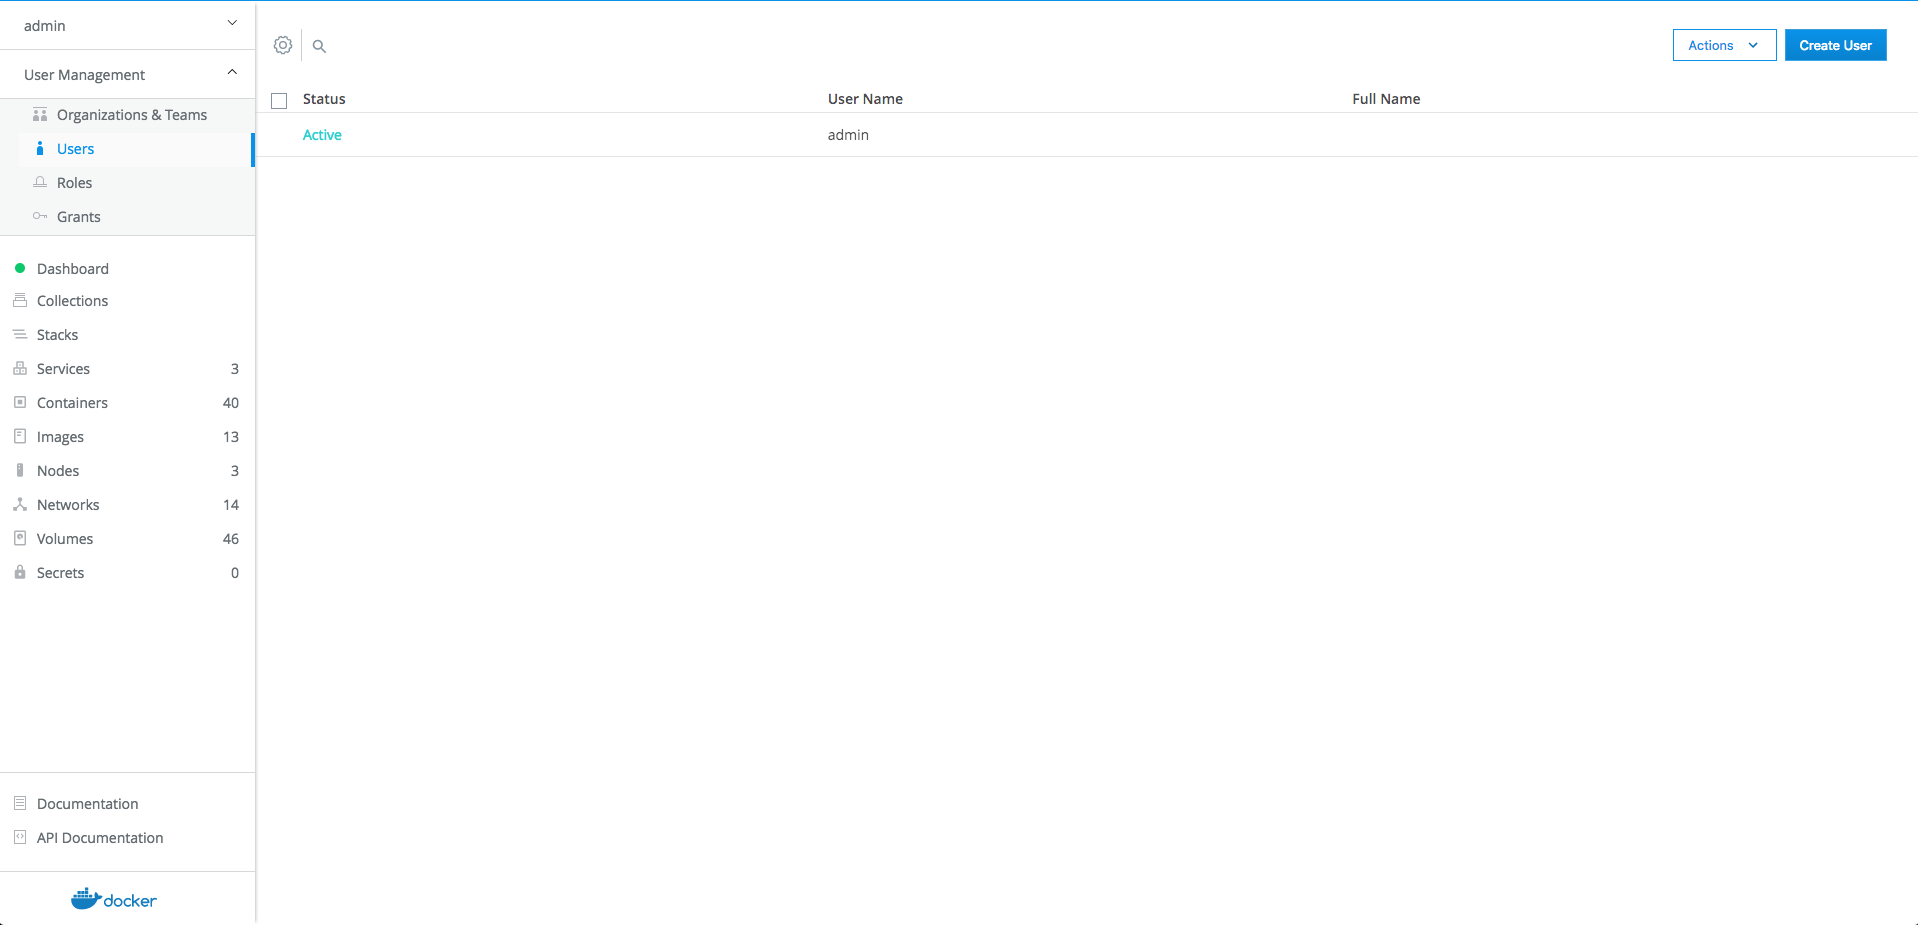 admin
User Management
Organizations & Teams
Users
Roles
Grants
Dashboard
Collections
Stacks
Services 3
Containers 40
Images 13
Nodes 3
Networks 14
Volumes 46
Secrets 0
Documentation
API Documentation
docker
Actions Create User
Status User Name Full Name
Active admin